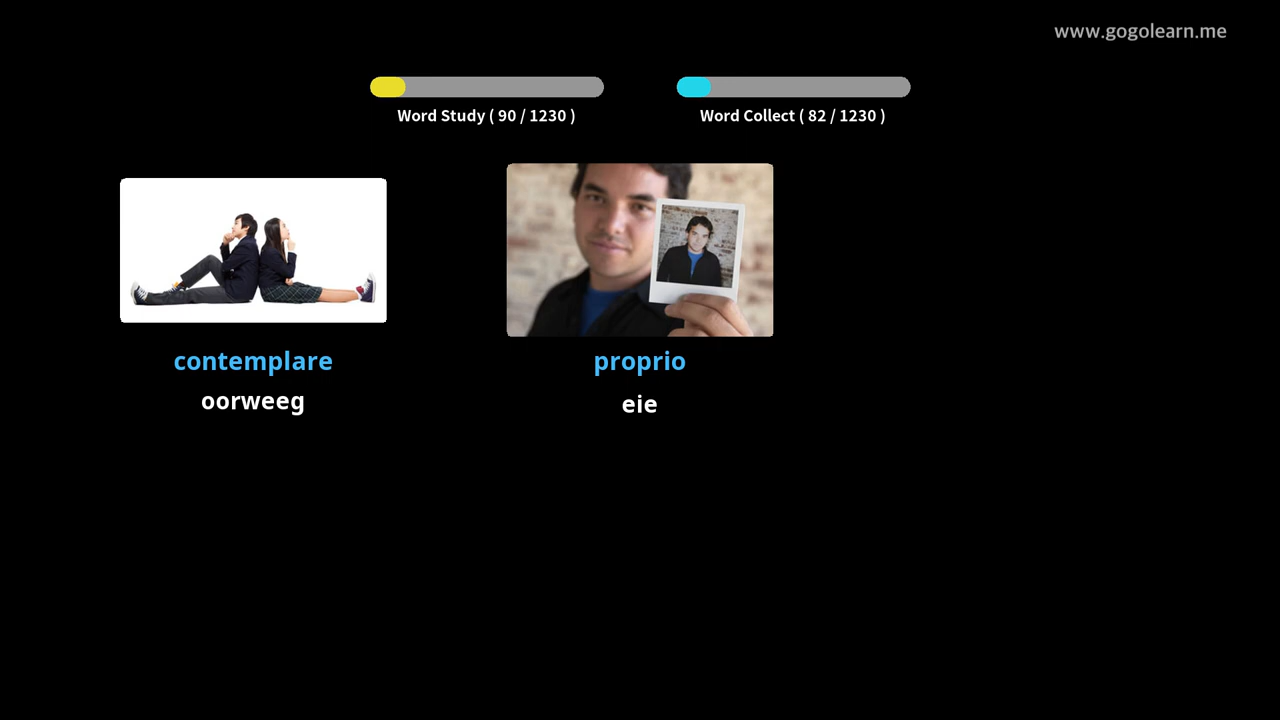 www.gogolearn.me
Word Study ( 90 / 1230 )
Word Collect ( 82 / 1230 )
contemplare
oorweeg
proprio
eie